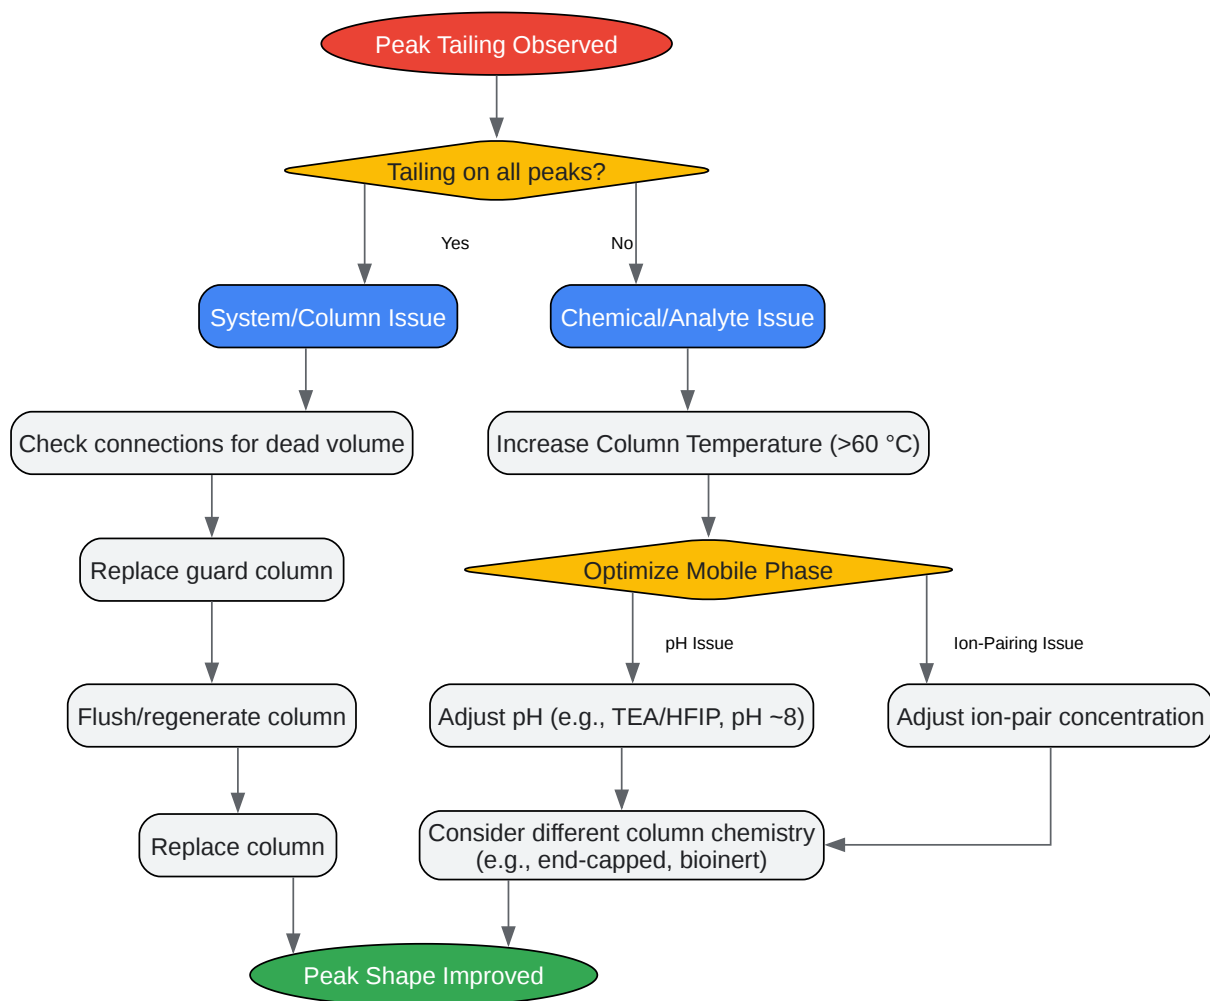 Peak Tailing Observed
Tailing on all peaks?
Yes
No
System/Column Issue
Chemical/Analyte Issue
Check connections for dead volume
Increase Column Temperature (>60 °C)
Replace guard column
Optimize Mobile Phase
pH Issue
Ion-Pairing Issue
Flush/regenerate column
Adjust pH (e.g., TEA/HFIP, pH ~8)
Adjust ion-pair concentration
Replace column
Consider different column chemistry
(e.g., end-capped, bioinert)
Peak Shape Improved